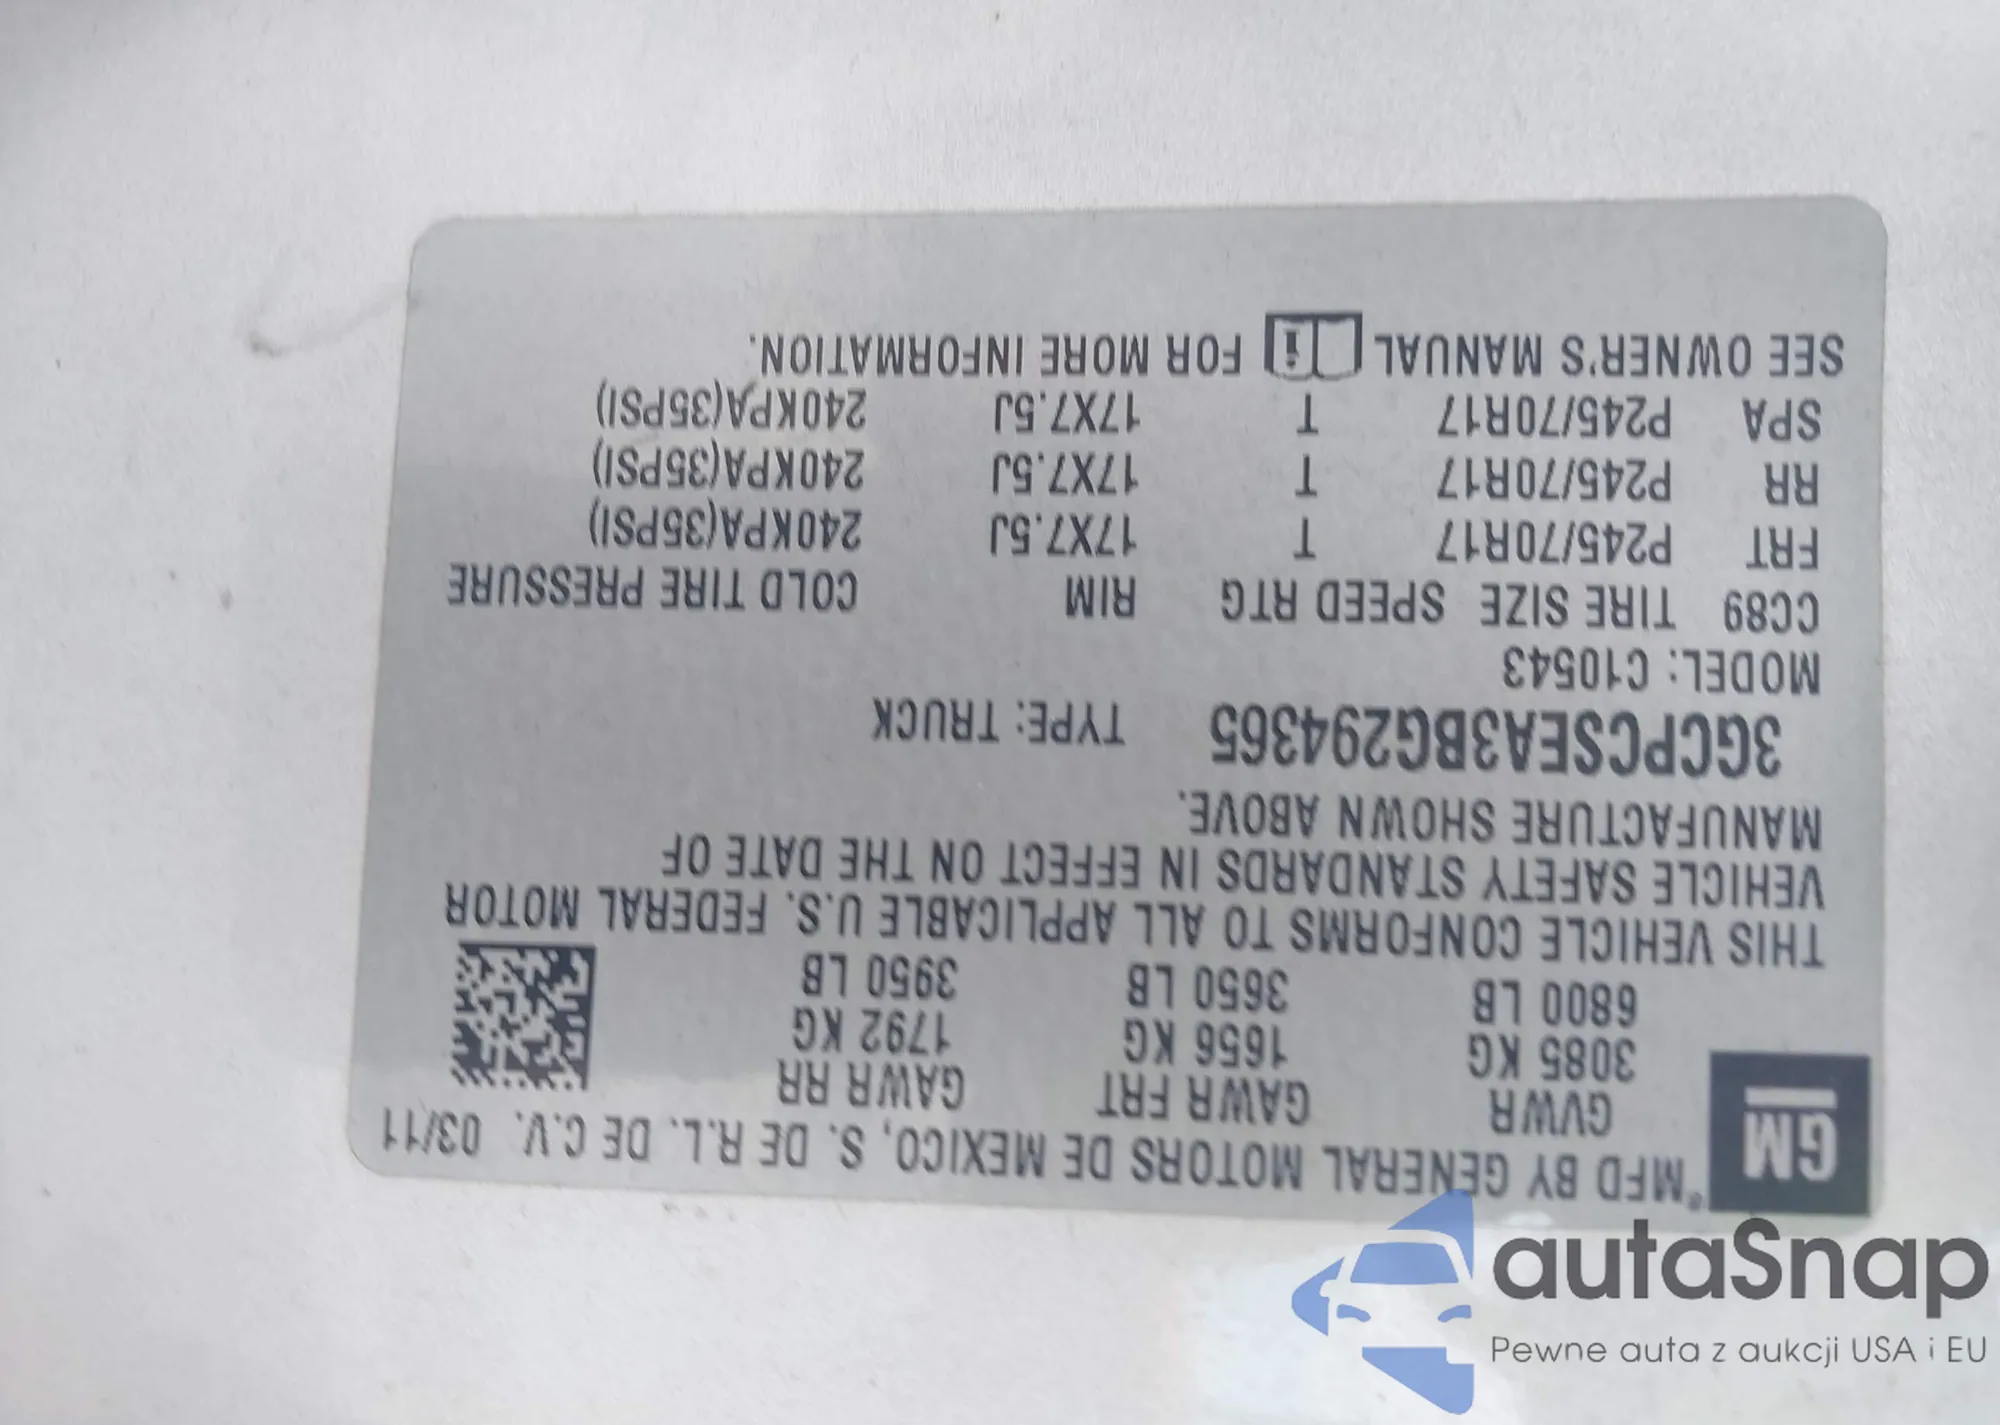 *MFD BY GENERAL MOTORS DE MEXICO, S. DE R.L. DE C.V. 03/11
GM
GVWR GAWR FRT GAWR RR
3085 KG 1656 KG 1792 KG
6800 LB 3650 LB 3950 LB
THIS VEHICLE CONFORMS TO ALL APPLICABLE U.S. FEDERAL MOTOR
VEHICLE SAFETY STANDARDS IN EFFECT ON THE DATE OF
MANUFACTURE SHOWN ABOVE.
3GCPCSEA3BG294365 TYPE: TRUCK
MODEL: C10543
CC89 TIRE SIZE SPEED RTG RIM COLD TIRE PRESSURE
FRT P245/70R17 T 17X7.5J 240KPA(35PSI)
RR P245/70R17 T 17X7.5J 240KPA(35PSI)
SPA P245/70R17 T 17X7.5J 240KPA(35PSI)
SEE OWNER'S MANUAL i FOR MORE INFORMATION.
autaSnap
Pewne auta z aukcji USA i EU